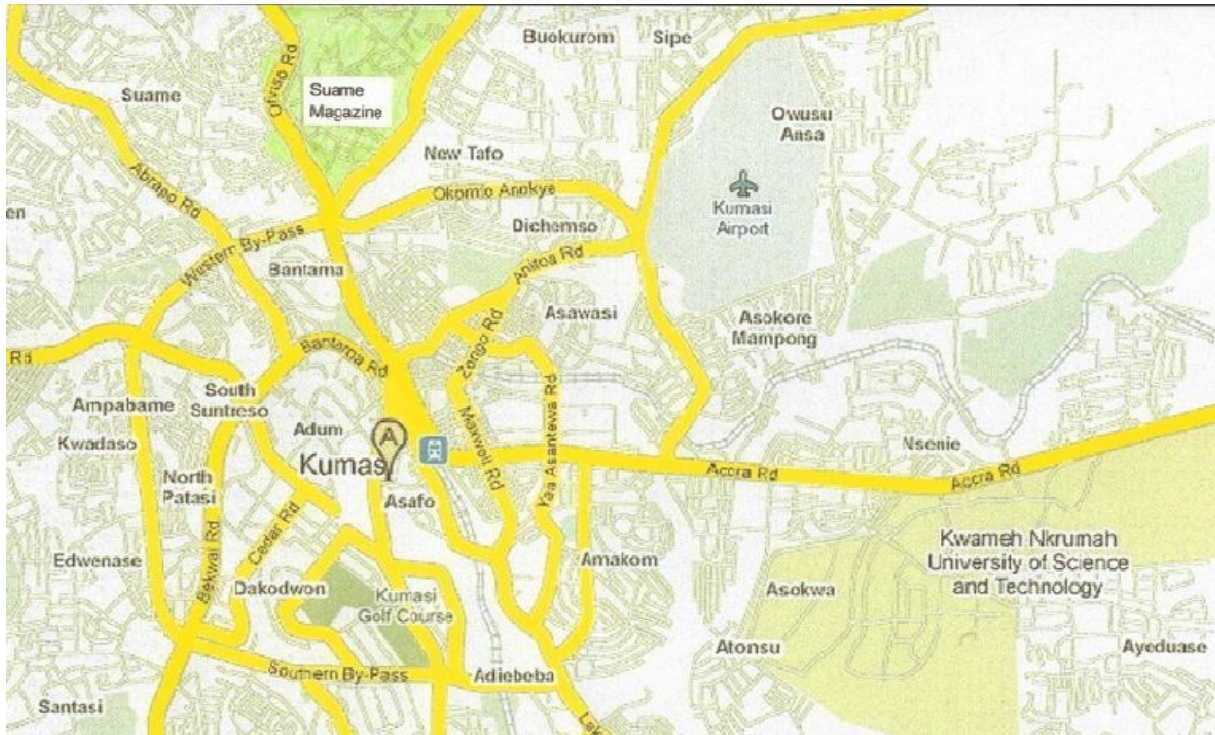 Buokurom
Sipe
Suame
Ofinso Rd
Suame
Magazine
Owusu
Ansa
New Tafo
Abrapo Rd
Okomfo Anokye
Kumasi
Airport
en
Dichemso
Western By-Pass
Bantama
Anitoa Rd
Asawasi
Asokore
Mampong
Zongo Rd
Rd
Bantama Rd
South
Suntreso
Ampabame
Kwadaso
Adum
A
Maxwell Rd
Yaa Asantewa Rd
Nsenie
Kumasi
North
Patasi
Accra Rd
Accra Rd
Asafo
Cedar Rd
Bekwai Rd
Edwenase
Dakodwon
Amakom
Kwameh Nkrumah
University of Science
and Technology
Kumasi
Golf Course
Asokwa
Atonsu
Ayeduase
Southern By-Pass
Adiebeba
Santasi
Lak